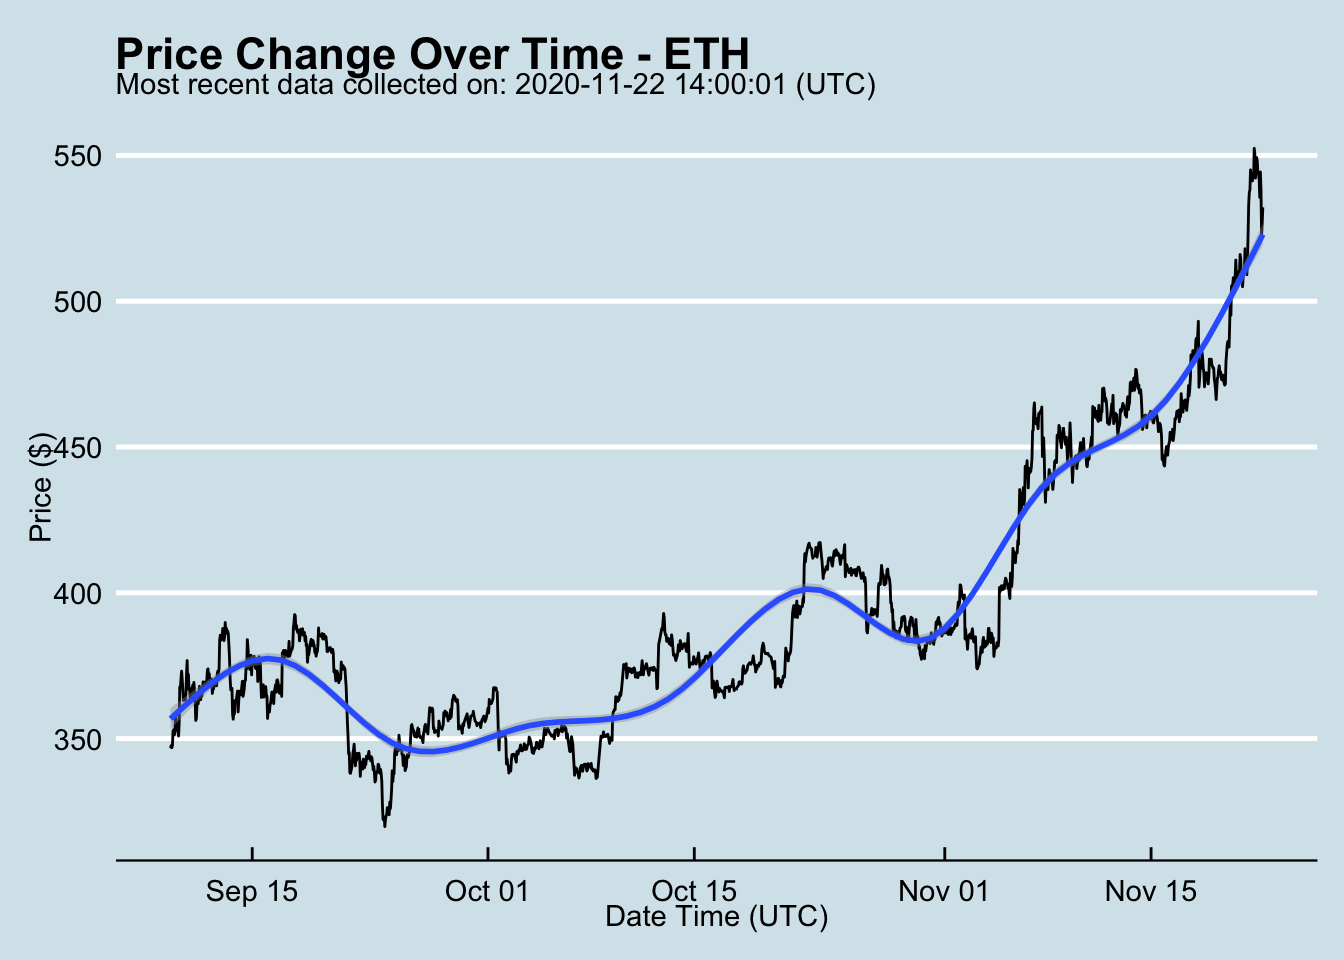 Price Change Over Time - ETH
Most recent data collected on: 2020-11-22 14:00:01 (UTC)
550
500
450
400
350
Price ($)
Sep 15
Oct 01
Oct 15
Nov 01
Nov 15
Date Time (UTC)